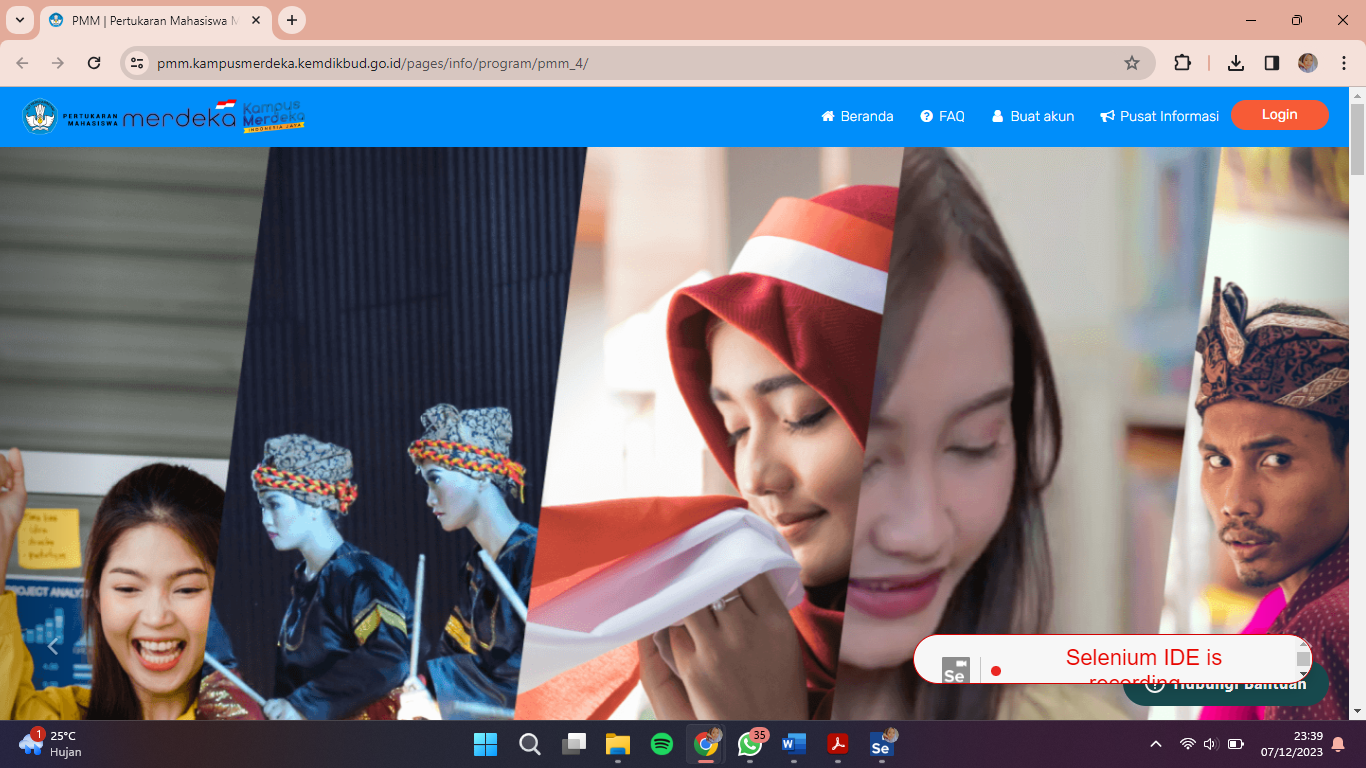 PMM | Pertukaran Mahasiswa M
pmm.kampusmerdeka.kemdikbud.go.id/pages/info/program/pmm_4/
PERTUKARAN
MAHASISWA
merdeka
Kampus
Merdeka
INDONESIA JAYA
Beranda
FAQ
Buat akun
Pusat Informasi
Login
PROJECT ANALY
Se
Selenium IDE is
recording
Hubungi Bantuan
1
25°C
Hujan
35
Se
23:39
07/12/2023